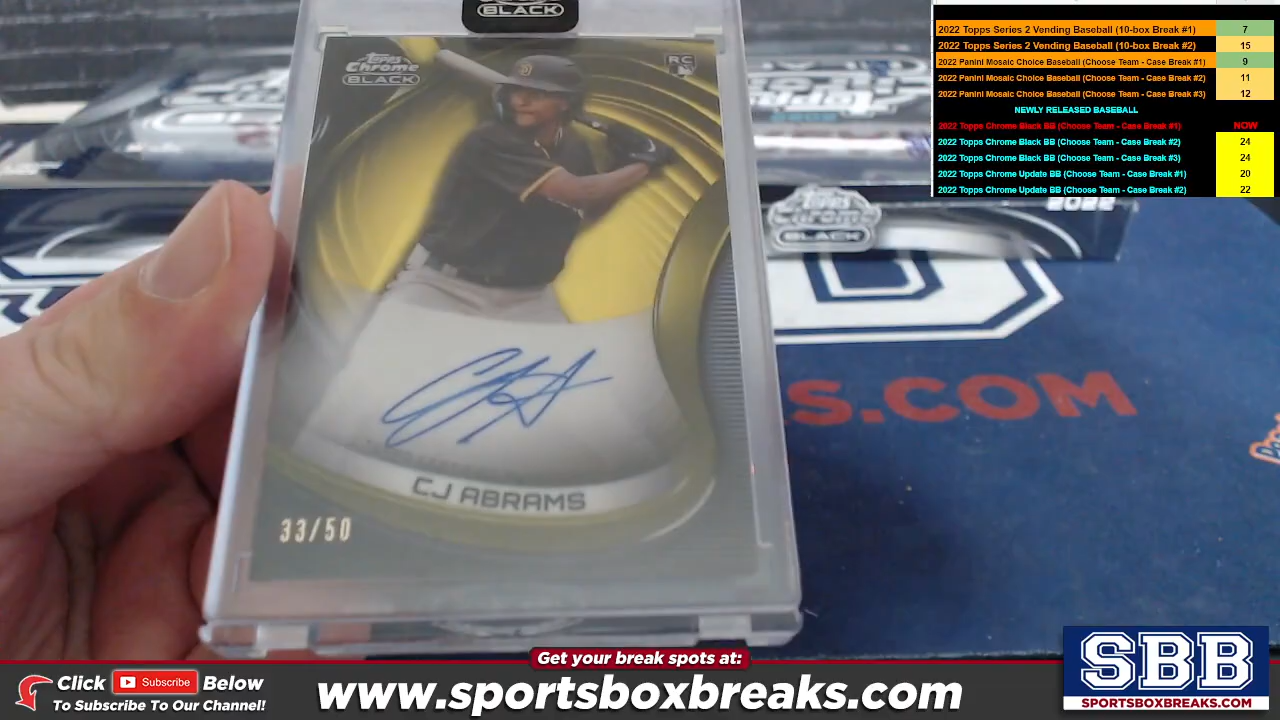 BLACK
Topps
Chrome
BLACK
RC
CJ ABRAMS
33/50
Topps
Chrome
BLACK
2022
S.COM
2022 Topps Series 2 Vending Baseball (10-box Break #1) 7
2022 Topps Series 2 Vending Baseball (10-box Break #2) 15
2022 Panini Mosaic Choice Baseball (Choose Team - Case Break #1) 9
2022 Panini Mosaic Choice Baseball (Choose Team - Case Break #2) 11
2022 Panini Mosaic Choice Baseball (Choose Team - Case Break #3) 12
NEWLY RELEASED BASEBALL
2022 Topps Chrome Black BB (Choose Team - Case Break #1) NOW
2022 Topps Chrome Black BB (Choose Team - Case Break #2) 24
2022 Topps Chrome Black BB (Choose Team - Case Break #3) 24
2022 Topps Chrome Update BB (Choose Team - Case Break #1) 20
2022 Topps Chrome Update BB (Choose Team - Case Break #2) 22
Get your break spots at:
Click Subscribe Below
To Subscribe To Our Channel!
www.sportsboxbreaks.com
SBB
SPORTSBOXBREAKS.COM